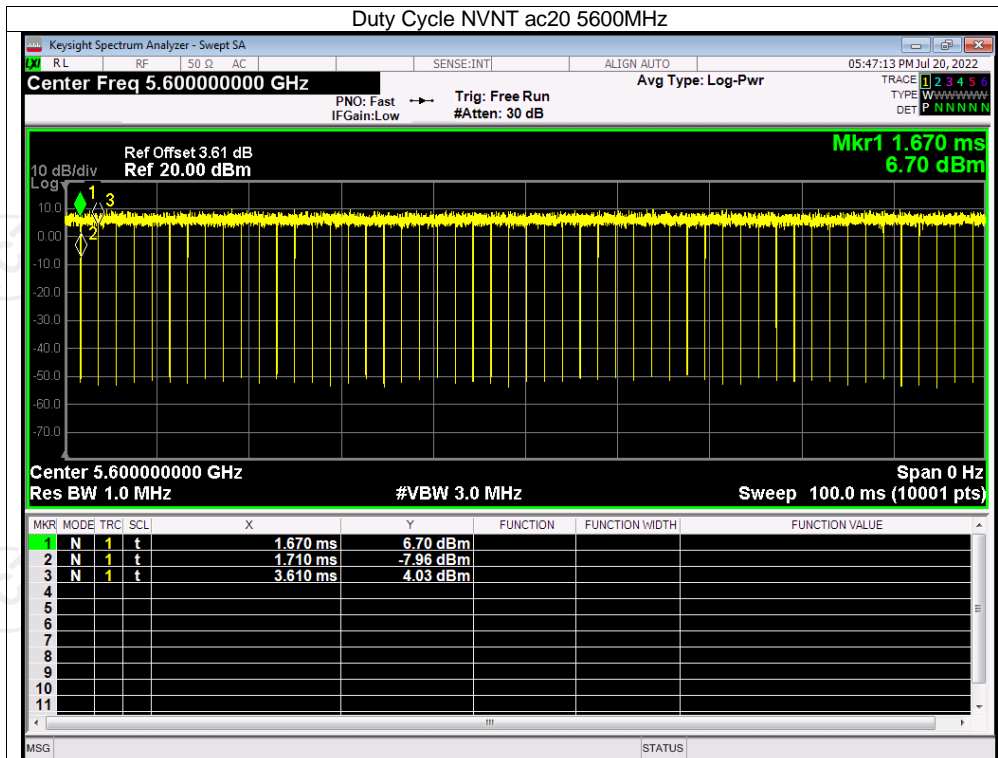 Duty Cycle NVNT ac20 5600MHz
Keysight Spectrum Analyzer - Swept SA
LXI RL RF 50 Ω AC SENSE:INT ALIGN AUTO 05:47:13 PM Jul 20, 2022
Center Freq 5.600000000 GHz Avg Type: Log-Pwr TRACE 1 2 3 4 5 6
PNO: Fast Trig: Free Run TYPE WWWWWWW
IFGain:Low #Atten: 30 dB DET P N N N N N
Mkr1 1.670 ms
Ref Offset 3.61 dB
10 dB/div Ref 20.00 dBm 6.70 dBm
Log
1
3
10.0
2
0.00
-10.0
-20.0
-30.0
-40.0
-50.0
-60.0
-70.0
Center 5.600000000 GHz Span 0 Hz
Res BW 1.0 MHz #VBW 3.0 MHz Sweep 100.0 ms (10001 pts)
MKR MODE TRC SCL X Y FUNCTION FUNCTION WIDTH FUNCTION VALUE
1 N 1 t 1.670 ms 6.70 dBm
2 N 1 t 1.710 ms -7.96 dBm
3 N 1 t 3.610 ms 4.03 dBm
4
5
6
7
8
9
10
11
MSG STATUS